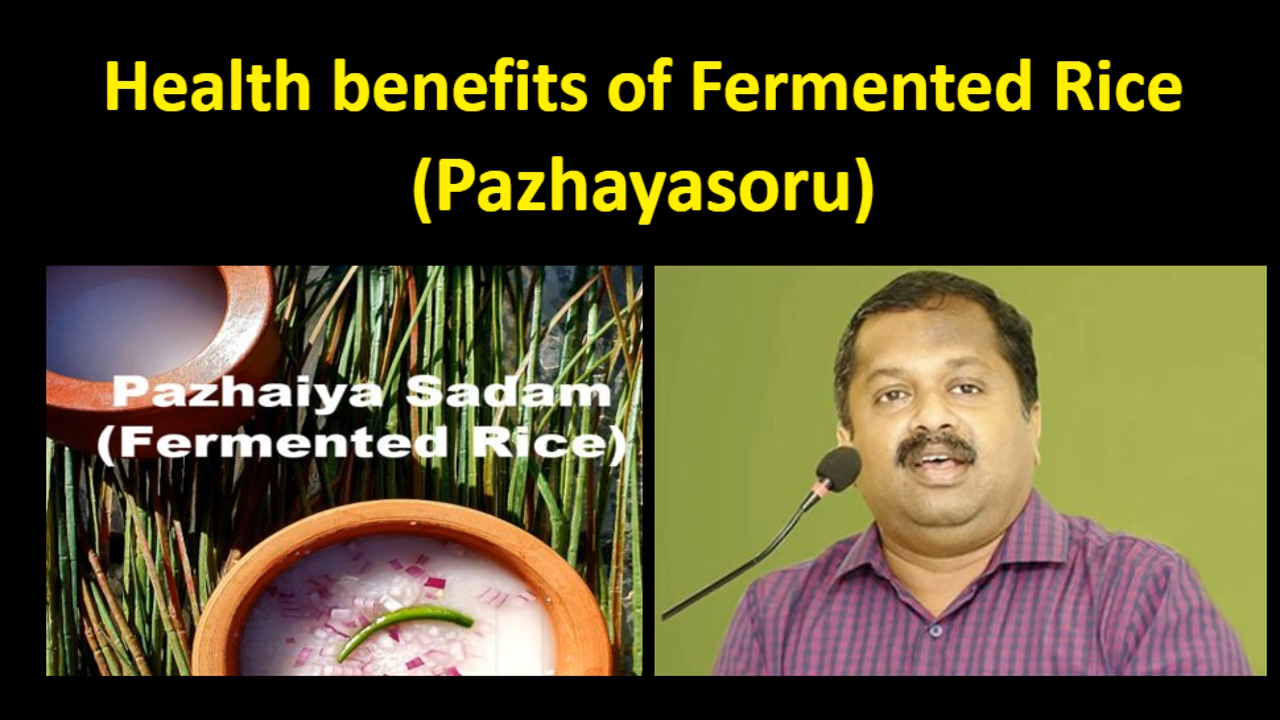 Health benefits of Fermented Rice
(Pazhayasoru)
Pazhaiya Sadam
(Fermented Rice)